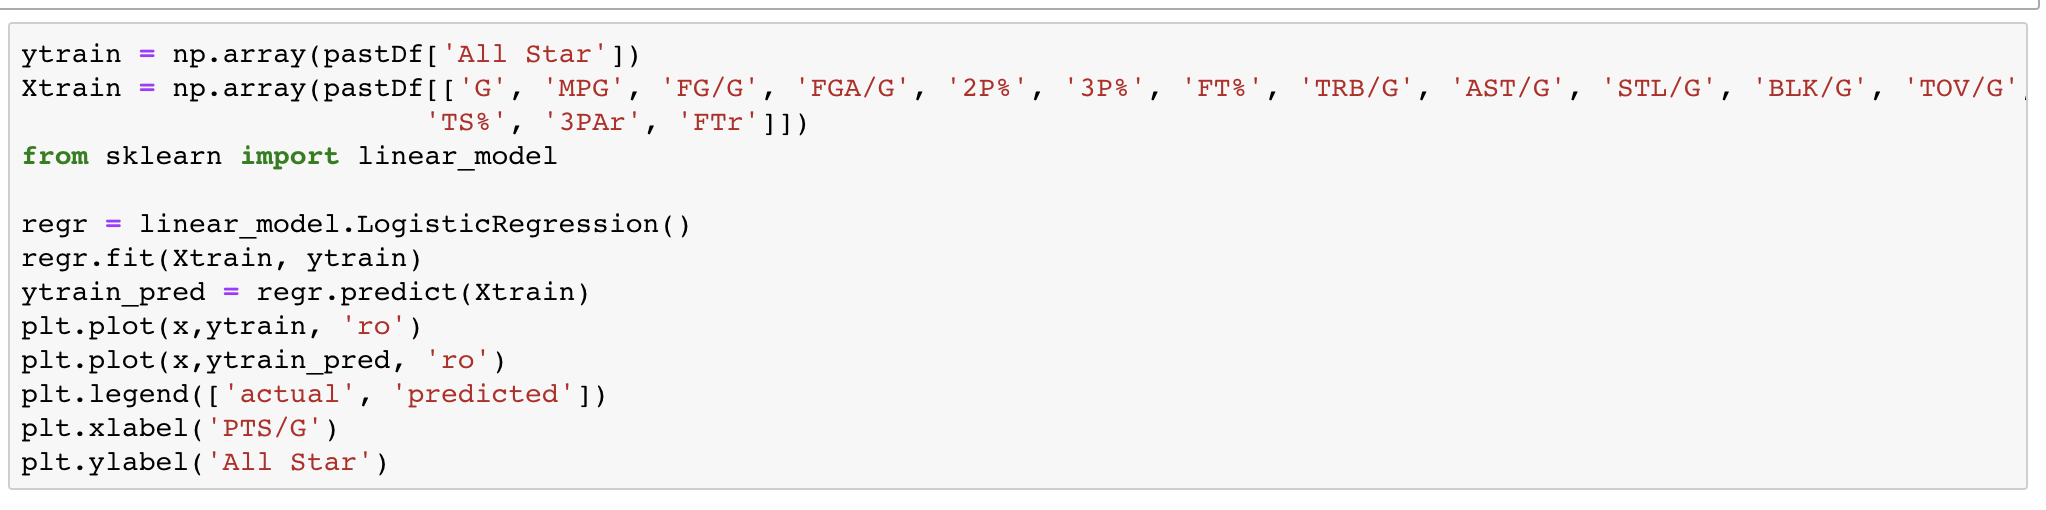 ytrain = np.array(pastDf['All Star'])
Xtrain = np.array(pastDf[['G', 'MPG', 'FG/G', 'FGA/G', '2P%', '3P%', 'FT%', 'TRB/G', 'AST/G', 'STL/G', 'BLK/G', 'TOV/G',
'TS%', '3PAr', 'FTr']])
from sklearn import linear_model
regr = linear_model.LogisticRegression()
regr.fit(Xtrain, ytrain)
ytrain_pred = regr.predict(Xtrain)
plt.plot(x,ytrain, 'ro')
plt.plot(x,ytrain_pred, 'ro')
plt.legend(['actual', 'predicted'])
plt.xlabel('PTS/G')
plt.ylabel('All Star')